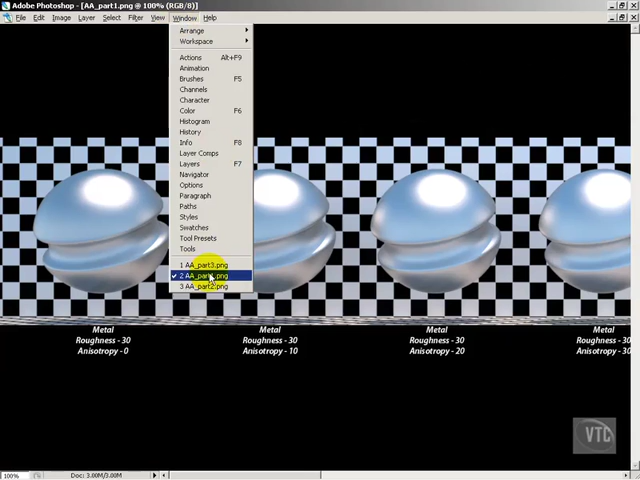 Adobe Photoshop - [AA_part1.png @ 100% (RGB/8)]
File Edit Image Layer Select Filter View Window Help
Arrange
Workspace
Actions Alt+F9
Animation
Brushes F5
Channels
Character
Color F6
Histogram
History
Info F8
Layer Comps
Layers F7
Navigator
Options
Paragraph
Paths
Styles
Swatches
Tool Presets
Tools
1 AA_part3.png
2 AA_part1.png
3 AA_part2.png
Metal Metal Metal Metal
Roughness - 30 Roughness - 30 Roughness - 30 Roughness - 30
Anisotropy - 0 Anisotropy - 10 Anisotropy - 20 Anisotropy - 30
VTC
100% Doc: 3.00M/3.00M